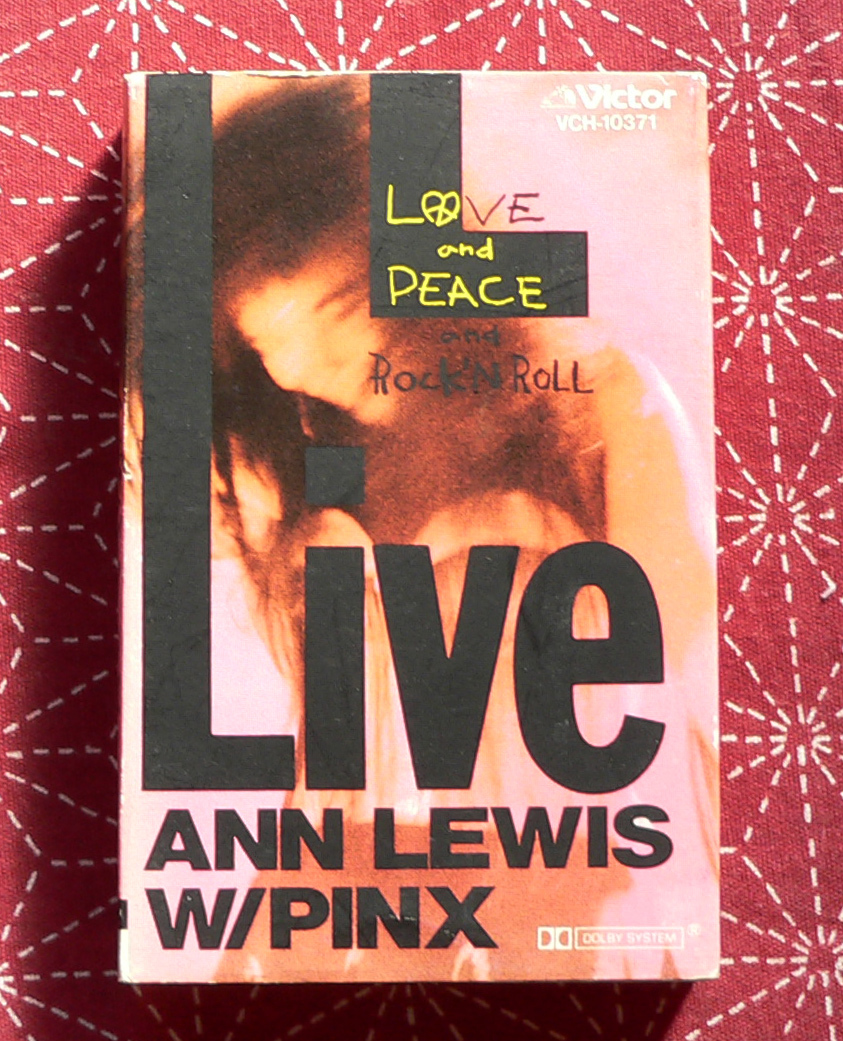 Victor
VCH-10371
L
LOVE
and
PEACE
and
ROCK'N ROLL
Live
ANN LEWIS
W/PINX
DOLBY SYSTEM ®